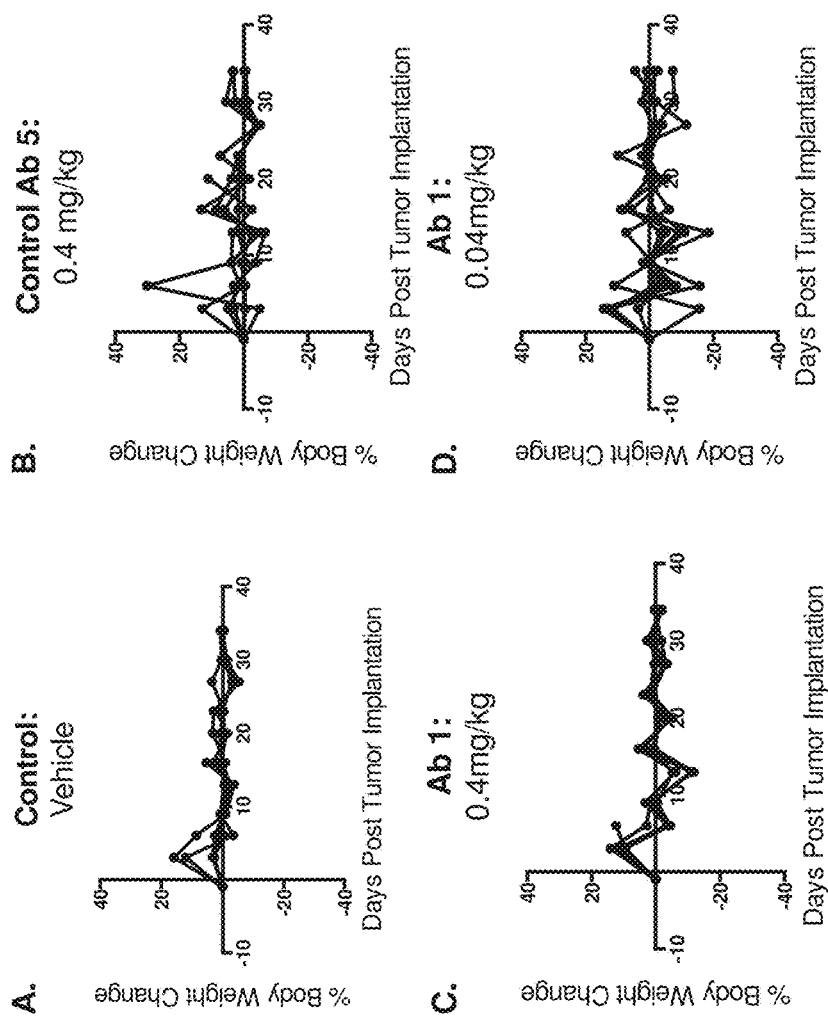 A.
Control:
Vehicle
% Body Weight Change
40
20
-20
-40
-10
10
20
30
40
Days Post Tumor Implantation
B.
Control Ab 5:
0.4 mg/kg
% Body Weight Change
40
20
-20
-40
-10
10
20
30
40
Days Post Tumor Implantation
C.
Ab 1:
0.4mg/kg
% Body Weight Change
40
20
-20
-40
-10
10
20
30
40
Days Post Tumor Implantation
D.
Ab 1:
0.04mg/kg
% Body Weight Change
40
20
-20
-40
-10
10
20
30
40
Days Post Tumor Implantation